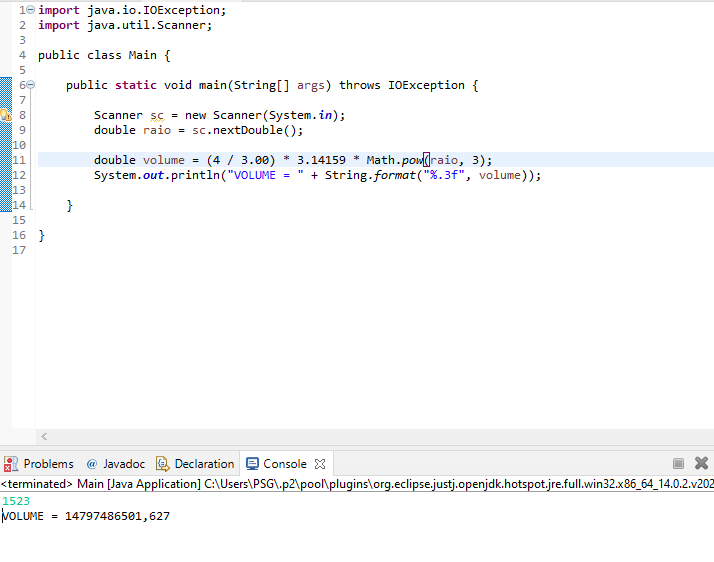 1 import java.io.IOException;
2 import java.util.Scanner;
3
4 public class Main {
5
6     public static void main(String[] args) throws IOException {
7
8         Scanner sc = new Scanner(System.in);
9         double raio = sc.nextDouble();
10
11         double volume = (4 / 3.00) * 3.14159 * Math.pow(raio, 3);
12         System.out.println("VOLUME = " + String.format("%.3f", volume));
13
14     }
15
16 }
17
Problems @ Javadoc Declaration Console
<terminated> Main [Java Application] C:\Users\PSG\.p2\pool\plugins\org.eclipse.justj.openjdk.hotspot.jre.full.win32.x86_64_14.0.2.v202
1523
VOLUME = 14797486501,627